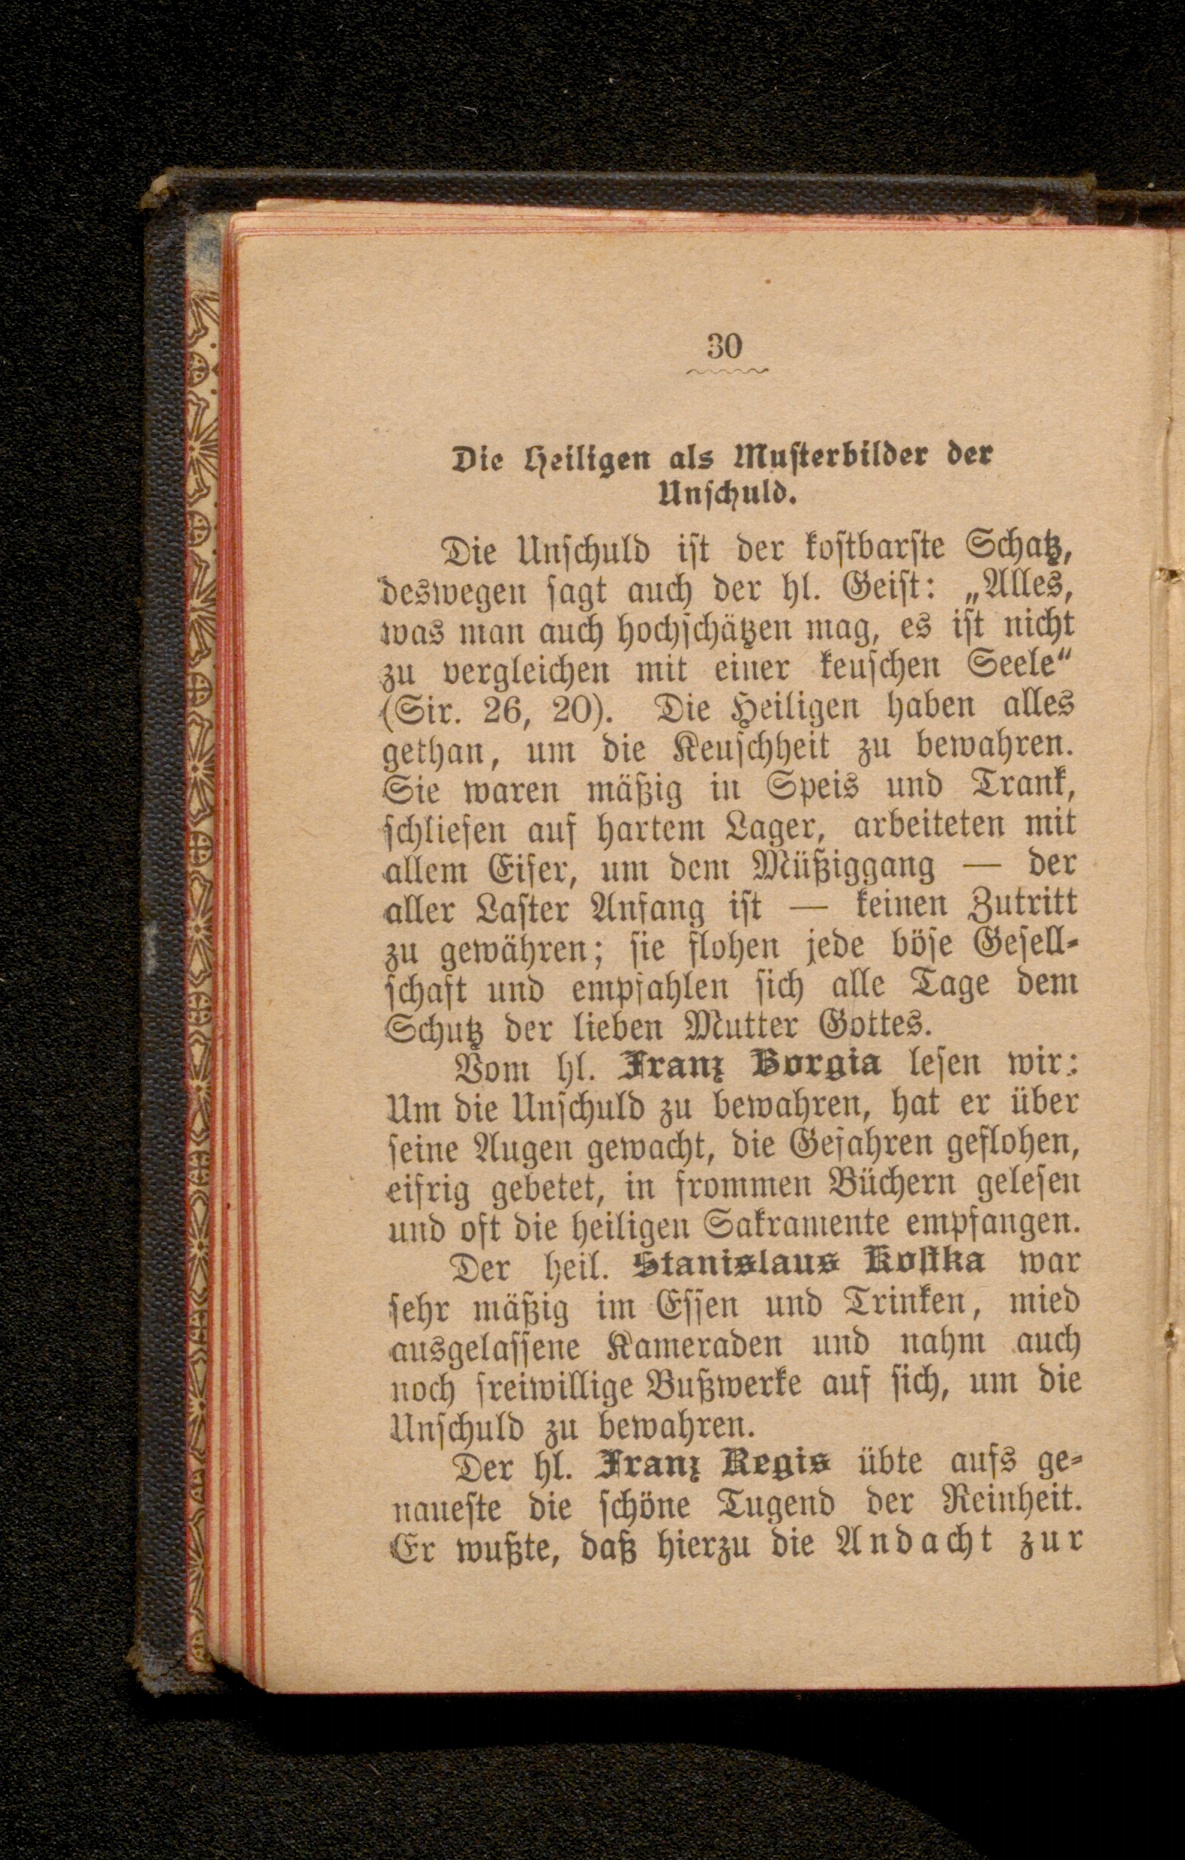 30
Die Heiligen als Musterbilder der
Unschuld.
Die Unschuld ist der kostbarste Schatz,
deswegen sagt auch der hl. Geist: „Alles,
was man auch hochschätzen mag, es ist nicht
zu vergleichen mit einer keuschen Seele“
(Sir. 26, 20). Die Heiligen haben alles
gethan, um die Keuschheit zu bewahren.
Sie waren mäßig in Speis und Trank,
schliefen auf hartem Lager, arbeiteten mit
allem Eifer, um dem Müßiggang — der
aller Laster Anfang ist — keinen Zutritt
zu gewähren; sie flohen jede böse Gesell-
schaft und empfahlen sich alle Tage dem
Schutz der lieben Mutter Gottes.
Vom hl. Franz Borgia lesen wir:
Um die Unschuld zu bewahren, hat er über
seine Augen gewacht, die Gefahren geflohen,
eifrig gebetet, in frommen Büchern gelesen
und oft die heiligen Sakramente empfangen.
Der heil. Stanislaus Kostka war
sehr mäßig im Essen und Trinken, mied
ausgelassene Kameraden und nahm auch
noch freiwillige Bußwerke auf sich, um die
Unschuld zu bewahren.
Der hl. Franz Regis übte aufs ge-
naueste die schöne Tugend der Reinheit.
Er wußte, daß hierzu die Andacht zur